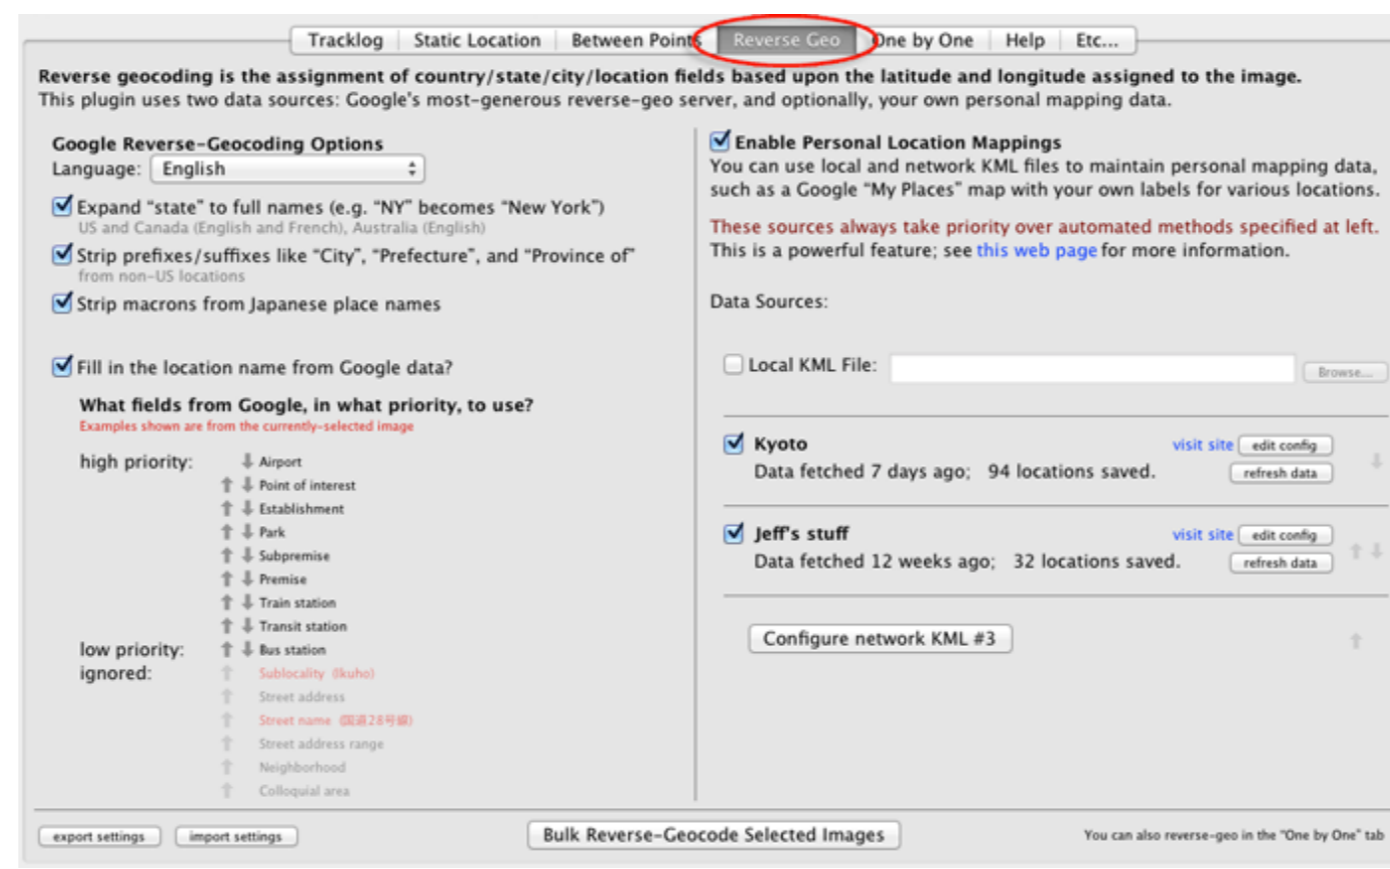 Tracklog Static Location Between Points Reverse Geo One by One Help Etc...
Reverse geocoding is the assignment of country/state/city/location fields based upon the latitude and longitude assigned to the image.
This plugin uses two data sources: Google's most-generous reverse-geo server, and optionally, your own personal mapping data.
Google Reverse-Geocoding Options
Language: English
Expand “state” to full names (e.g. “NY” becomes “New York”)
US and Canada (English and French), Australia (English)
Strip prefixes/suffixes like “City”, “Prefecture”, and “Province of”
from non-US locations
Strip macrons from Japanese place names
Fill in the location name from Google data?
What fields from Google, in what priority, to use?
Examples shown are from the currently-selected image
high priority: Airport
Point of interest
Establishment
Park
Subpremise
Premise
Train station
Transit station
low priority: Bus station
ignored: Sublocality (Ikuho)
Street address
Street name (国道28号線)
Street address range
Neighborhood
Colloquial area
Enable Personal Location Mappings
You can use local and network KML files to maintain personal mapping data,
such as a Google “My Places” map with your own labels for various locations.
These sources always take priority over automated methods specified at left.
This is a powerful feature; see this web page for more information.
Data Sources:
Local KML File: Browse...
Kyoto visit site edit config
Data fetched 7 days ago; 94 locations saved. refresh data
Jeff's stuff visit site edit config
Data fetched 12 weeks ago; 32 locations saved. refresh data
Configure network KML #3
export settings import settings Bulk Reverse-Geocode Selected Images You can also reverse-geo in the "One by One" tab